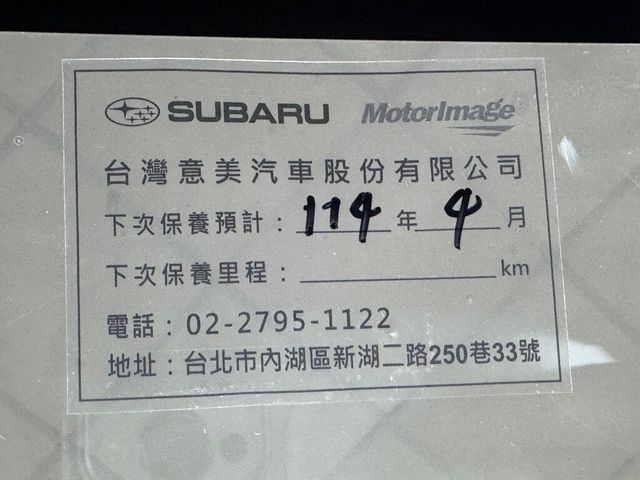 SUBARU MotorImage
台灣意美汽車股份有限公司
下次保養預計：114年4月
下次保養里程：km
電話：02-2795-1122
地址：台北市內湖區新湖二路250巷33號